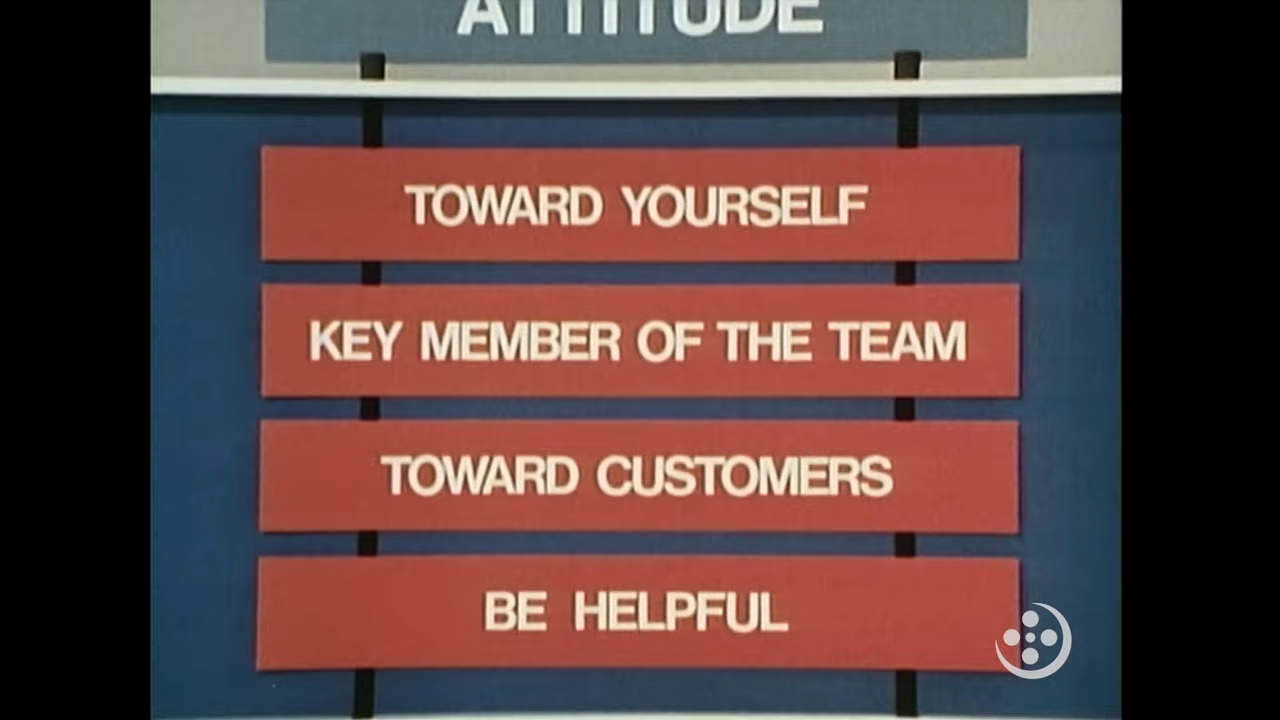 ATTITUDE
TOWARD YOURSELF
KEY MEMBER OF THE TEAM
TOWARD CUSTOMERS
BE HELPFUL